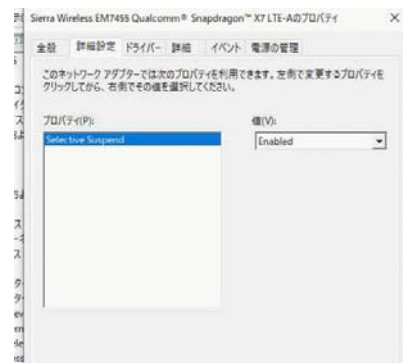 Sierra Wireless EM7455 Qualcomm® Snapdragon™ X7 LTE-Aのプロパティ
全般 詳細設定 ドライバー 詳細 イベント 電源の管理
このネットワーク アダプターでは次のプロパティを利用できます。左側で変更するプロパティを
クリックしてから、右側でその値を選択してください。
プロパティ(P):
値(V):
Selective Suspend
Enabled